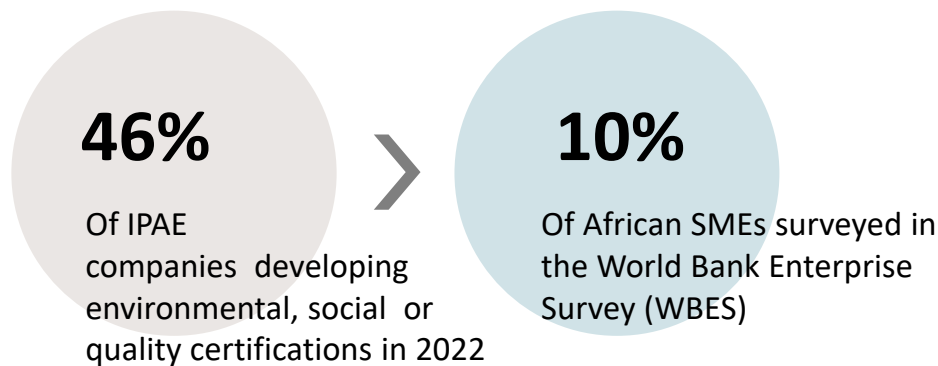 46%
Of IPAE
companies developing
environmental, social or
quality certifications in 2022
10%
Of African SMEs surveyed in
the World Bank Enterprise
Survey (WBES)